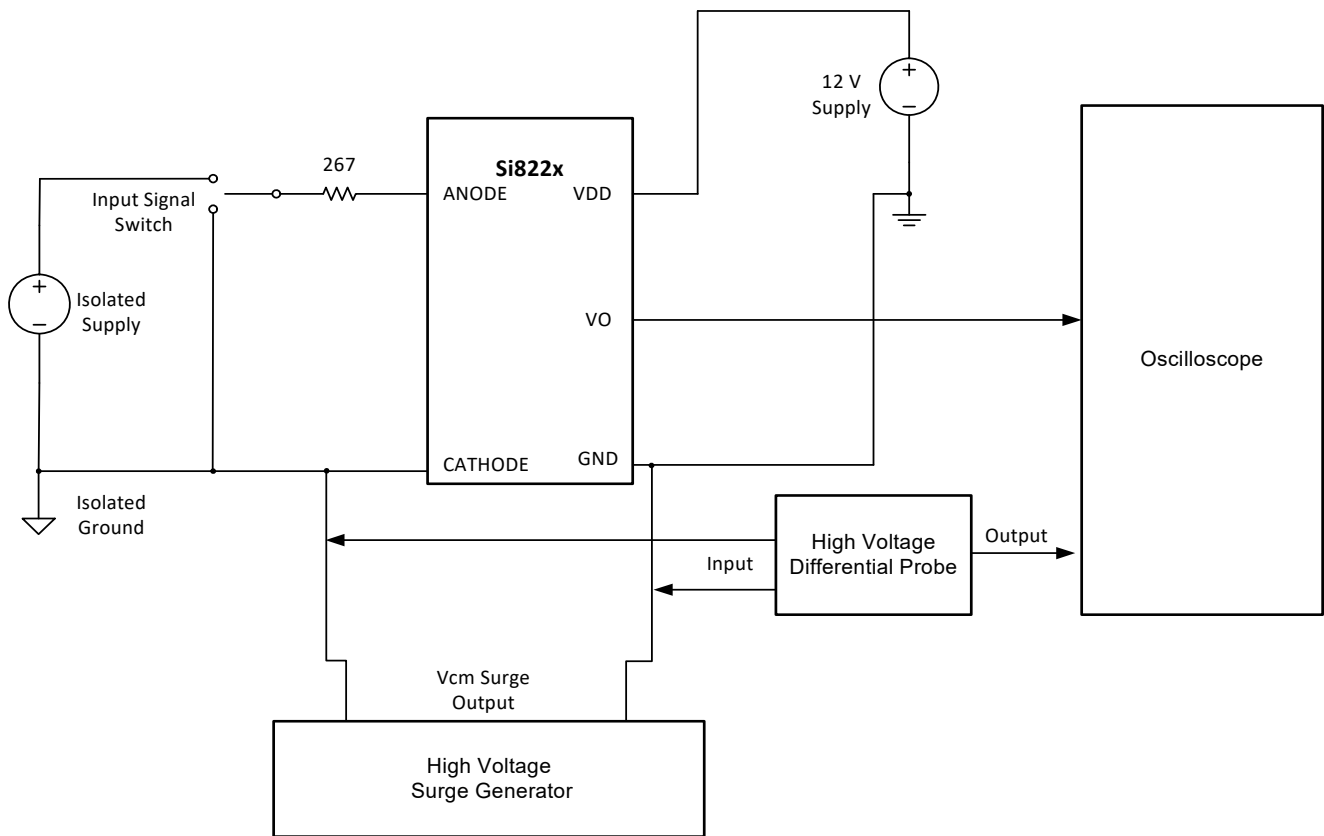 12 V
Supply
Si822x
267
Input Signal
Switch
ANODE
VDD
+
−
+
−
Isolated
Supply
VO
Oscilloscope
CATHODE
GND
Isolated
Ground
High Voltage
Differential Probe
Input
Output
Vcm Surge
Output
High Voltage
Surge Generator